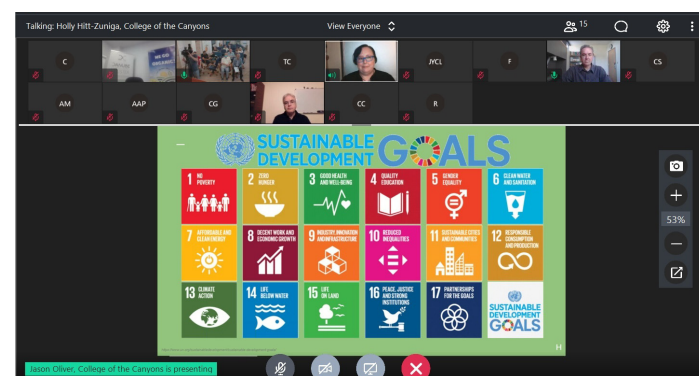 Talking: Holly Hitt-Zuniga, College of the Canyons
View Everyone
15
C
TC
JYCL
F
CS
AM
AAP
CG
CC
R
SUSTAINABLE
DEVELOPMENT
GOALS
1 NO
POVERTY
2 ZERO
HUNGER
3 GOOD HEALTH
AND WELL-BEING
4 QUALITY
EDUCATION
5 GENDER
EQUALITY
6 CLEAN WATER
AND SANITATION
7 AFFORDABLE AND
CLEAN ENERGY
8 DECENT WORK AND
ECONOMIC GROWTH
9 INDUSTRY, INNOVATION
AND INFRASTRUCTURE
10 REDUCED
INEQUALITIES
11 SUSTAINABLE CITIES
AND COMMUNITIES
12 RESPONSIBLE
CONSUMPTION
AND PRODUCTION
13 CLIMATE
ACTION
14 LIFE
BELOW WATER
15 LIFE
ON LAND
16 PEACE, JUSTICE
AND STRONG
INSTITUTIONS
17 PARTNERSHIPS
FOR THE GOALS
SUSTAINABLE
DEVELOPMENT
GOALS
53%
H
Jason Oliver, College of the Canyons is presenting